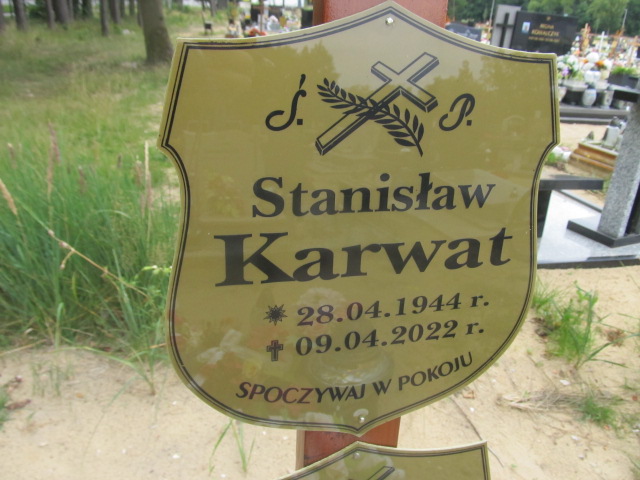 Ś. P.
Stanisław
Karwat
28.04.1944 r.
09.04.2022 r.
SPOCZYWAJ W POKOJU